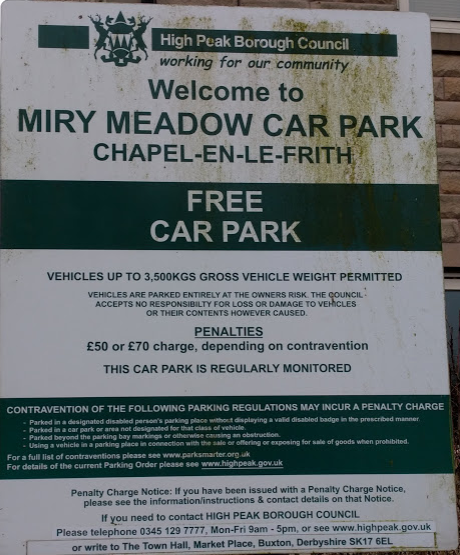 High Peak Borough Council
working for our community
Welcome to
MIRY MEADOW CAR PARK
CHAPEL-EN-LE-FRITH
FREE
CAR PARK
VEHICLES UP TO 3,500KGS GROSS VEHICLE WEIGHT PERMITTED
VEHICLES ARE PARKED ENTIRELY AT THE OWNERS RISK. THE COUNCIL
ACCEPTS NO RESPONSIBILTY FOR LOSS OR DAMAGE TO VEHICLES
OR THEIR CONTENTS HOWEVER CAUSED.
PENALTIES
£50 or £70 charge, depending on contravention
THIS CAR PARK IS REGULARLY MONITORED
CONTRAVENTION OF THE FOLLOWING PARKING REGULATIONS MAY INCUR A PENALTY CHARGE
- Parked in a designated disabled person's parking place without displaying a valid disabled badge in the prescribed manner
- Parked in a car park or area not designated for that class of vehicle.
- Parked beyond the parking bay markings or otherwise causing an obstruction.
- Using a vehicle in a parking place in connection with the sale or offering or exposing for sale of goods when prohibited.
For a full list of contraventions please see www.parksmarter.org.uk
For details of the current Parking Order please see www.highpeak.gov.uk
Penalty Charge Notice: If you have been issued with a Penalty Charge Notice,
please see the information/instructions & contact details on that Notice.
If you need to contact HIGH PEAK BOROUGH COUNCIL
Please telephone 0345 129 7777, Mon-Fri 9am - 5pm, or see www.highpeak.gov.uk
or write to The Town Hall, Market Place, Buxton, Derbyshire SK17 6EL